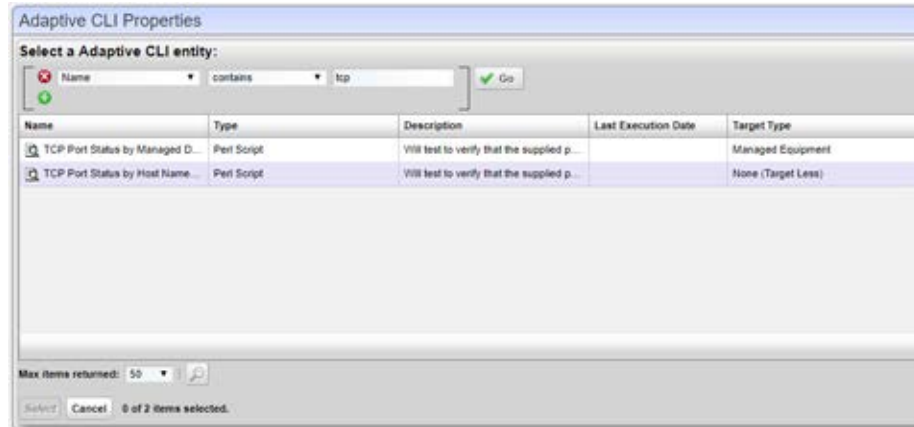 Adaptive CLI Properties
Select a Adaptive CLI entity:
Name contains tcp Go
Name Type Description Last Execution Date Target Type
TCP Port Status by Managed D... Perl Script Will test to verify that the supplied p... Managed Equipment
TCP Port Status by Host Name... Perl Script Will test to verify that the supplied p... None (Target Less)
Max items returned: 50
Select Cancel 0 of 2 items selected.